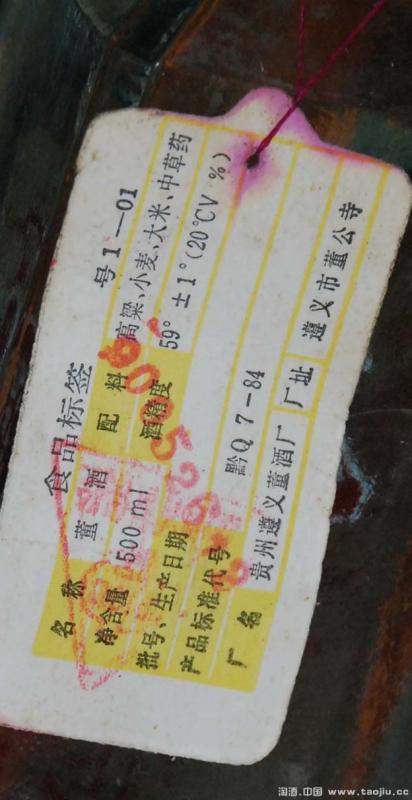 食品标签 号1—01
名称 董酒 配料 高粱、小麦、大米、中草药
净含量 500ml 酒精度 59°±1°(20℃V %)
批号、生产日期
产品标准代号 黔Q7-84
厂名 贵州遵义董酒厂 厂址 遵义市董公寺
淘酒.中国 www.taojiu.cc